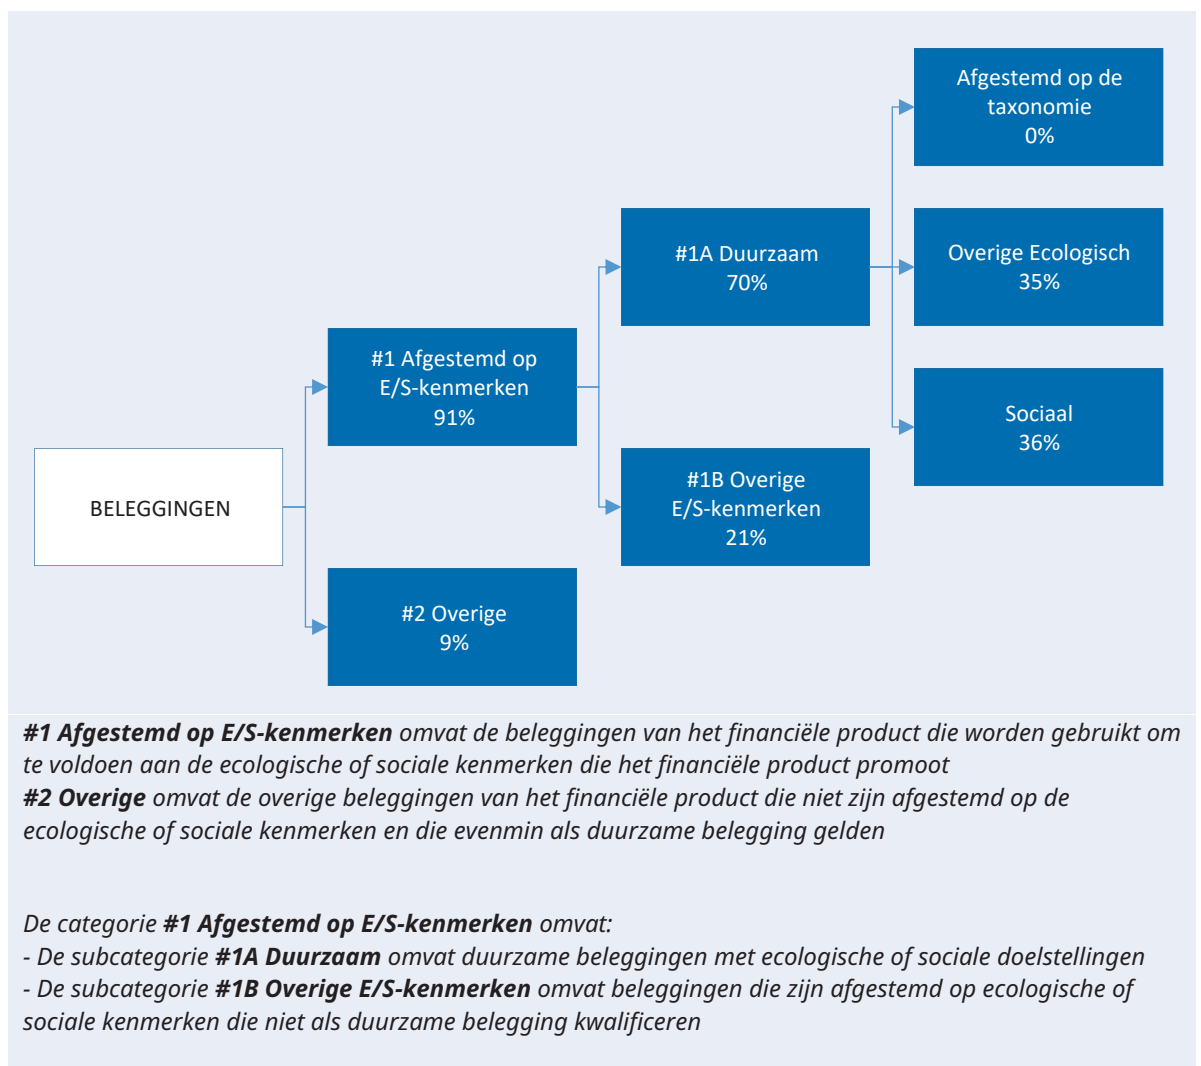 Afgestemd op de
taxonomie
0%
#1A Duurzaam
70%
Overige Ecologisch
35%
#1 Afgestemd op
E/S-kenmerken
91%
Sociaal
36%
BELEGGINGEN
#1B Overige
E/S-kenmerken
21%
#2 Overige
9%
#1 Afgestemd op E/S-kenmerken omvat de beleggingen van het financiële product die worden gebruikt om
te voldoen aan de ecologische of sociale kenmerken die het financiële product promoot
#2 Overige omvat de overige beleggingen van het financiële product die niet zijn afgestemd op de
ecologische of sociale kenmerken en die evenmin als duurzame belegging gelden
De categorie #1 Afgestemd op E/S-kenmerken omvat:
- De subcategorie #1A Duurzaam omvat duurzame beleggingen met ecologische of sociale doelstellingen
- De subcategorie #1B Overige E/S-kenmerken omvat beleggingen die zijn afgestemd op ecologische of
sociale kenmerken die niet als duurzame belegging kwalificeren